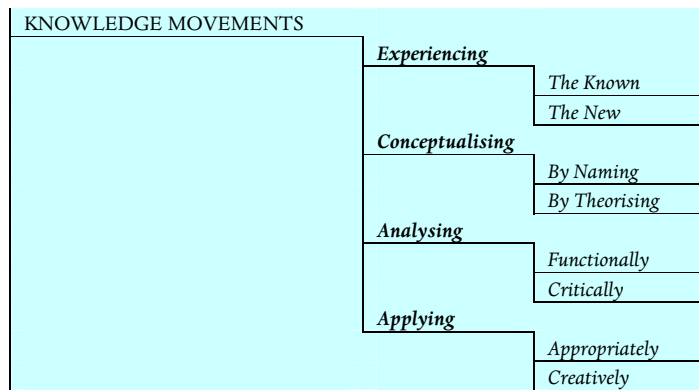 KNOWLEDGE MOVEMENTS
Experiencing
The Known
The New
Conceptualising
By Naming
By Theorising
Analysing
Functionally
Critically
Applying
Appropriately
Creatively